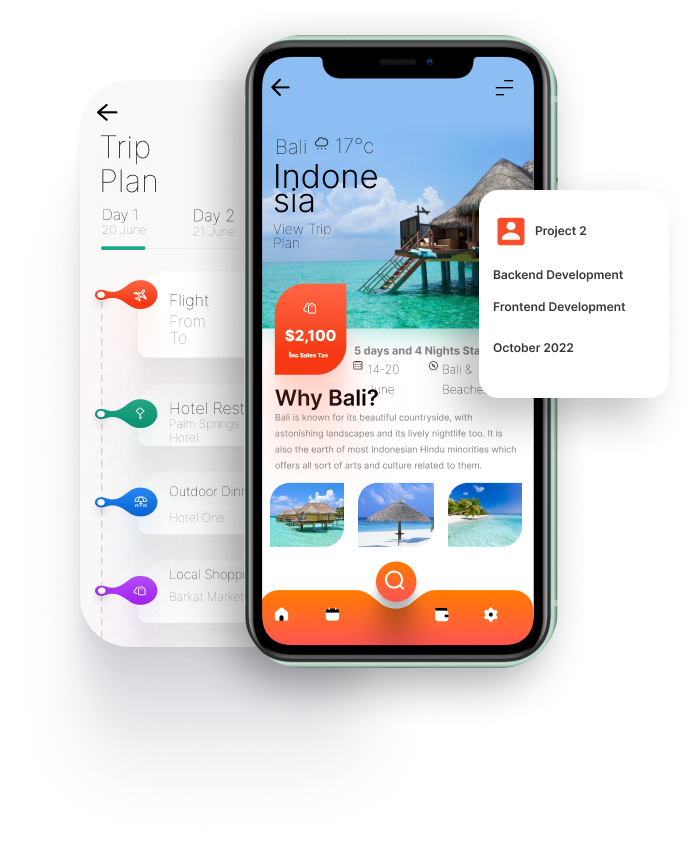 Trip
Plan
Day 1
20 June
Day 2
21 June
Flight
From
To
Hotel Rest
Palm Springs
Hotel
Outdoor Dinn
Hotel One
Local Shoppi
Barkat Market
Bali 17°c
Indone
sia
View Trip
Plan
$2,100
Inc Sales Tax
5 days and 4 Nights Sta
14-20
June
Bali &
Beache
Why Bali?
Bali is known for its beautiful countryside, with
astonishing landscapes and its lively nightlife too. It is
also the earth of most Indonesian Hindu minorities which
offers all sort of arts and culture related to them.
Project 2
Backend Development
Frontend Development
October 2022